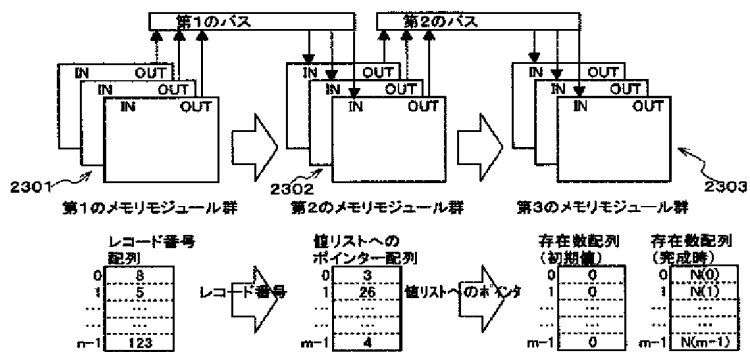 第1のバス
第2のバス
IN OUT
IN OUT
IN OUT
IN OUT
IN OUT
IN OUT
IN OUT
IN OUT
IN OUT
2301
2302
2303
第1のメモリモジュール群
第2のメモリモジュール群
第3のメモリモジュール群
レコード番号
配列
0 8
1 5
... ...
... ...
m-1 123
レコード番号
値リストへの
ポインター配列
0 3
1 26
... ...
... ...
m-1 4
値リストへのポインタ
存在数配列
(初期値)
0 0
1 0
... ...
... ...
m-1 0
存在数配列
(完成時)
0 N(0)
1 N(1)
... ...
... ...
m-1 N(m-1)